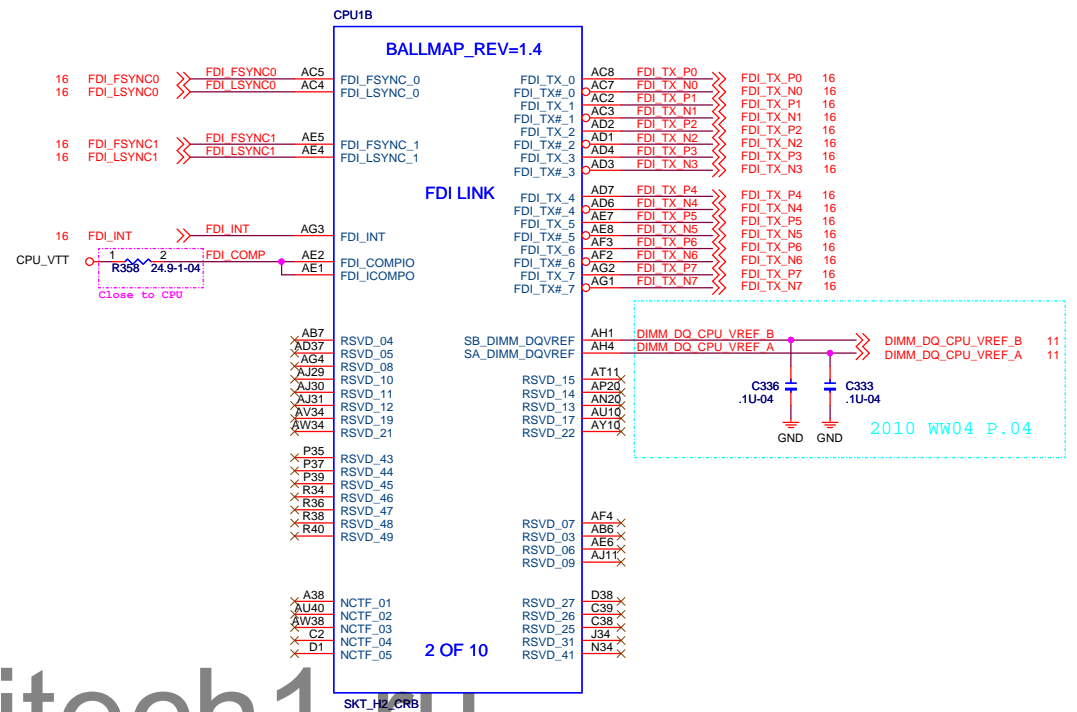 CPU1B
BALLMAP_REV=1.4
16 FDI_FSYNC0 FDI_FSYNC0 AC5 FDI_FSYNC_0
16 FDI_LSYNC0 FDI_LSYNC0 AC4 FDI_LSYNC_0
16 FDI_FSYNC1 FDI_FSYNC1 AE5 FDI_FSYNC_1
16 FDI_LSYNC1 FDI_LSYNC1 AE4 FDI_LSYNC_1
FDI LINK
16 FDI_INT FDI_INT AG3 FDI_INT
CPU_VTT 1 2 FDI_COMP AE2 FDI_COMPIO
R358 24.9-1-04 AE1 FDI_ICOMPO
Close to CPU
AB7 RSVD_04
AD37 RSVD_05
AG4 RSVD_08
AJ29 RSVD_10
AJ30 RSVD_11
AJ31 RSVD_12
AV34 RSVD_19
AW34 RSVD_21
P35 RSVD_43
P37 RSVD_44
P39 RSVD_45
R34 RSVD_46
R36 RSVD_47
R38 RSVD_48
R40 RSVD_49
A38 NCTF_01
AU40 NCTF_02
AW38 NCTF_03
C2 NCTF_04
D1 NCTF_05
FDI_TX_0 AC8 FDI_TX_P0 FDI_TX_P0 16
FDI_TX#_0 AC7 FDI_TX_N0 FDI_TX_N0 16
FDI_TX_1 AC2 FDI_TX_P1 FDI_TX_P1 16
FDI_TX#_1 AC3 FDI_TX_N1 FDI_TX_N1 16
FDI_TX_2 AD2 FDI_TX_P2 FDI_TX_P2 16
FDI_TX#_2 AD1 FDI_TX_N2 FDI_TX_N2 16
FDI_TX_3 AD4 FDI_TX_P3 FDI_TX_P3 16
FDI_TX#_3 AD3 FDI_TX_N3 FDI_TX_N3 16
FDI_TX_4 AD7 FDI_TX_P4 FDI_TX_P4 16
FDI_TX#_4 AD6 FDI_TX_N4 FDI_TX_N4 16
FDI_TX_5 AE7 FDI_TX_P5 FDI_TX_P5 16
FDI_TX#_5 AE8 FDI_TX_N5 FDI_TX_N5 16
FDI_TX_6 AF3 FDI_TX_P6 FDI_TX_P6 16
FDI_TX#_6 AF2 FDI_TX_N6 FDI_TX_N6 16
FDI_TX_7 AG2 FDI_TX_P7 FDI_TX_P7 16
FDI_TX#_7 AG1 FDI_TX_N7 FDI_TX_N7 16
SB_DIMM_DQVREF AH1 DIMM_DQ_CPU_VREF_B DIMM_DQ_CPU_VREF_B 11
SA_DIMM_DQVREF AH4 DIMM_DQ_CPU_VREF_A DIMM_DQ_CPU_VREF_A 11
RSVD_15 AT11
RSVD_14 AP20
RSVD_13 AN20
RSVD_17 AU10
RSVD_22 AY10
C336 C333
.1U-04 .1U-04
GND GND
2010 WW04 P.04
RSVD_07 AF4
RSVD_03 AB6
RSVD_06 AE6
RSVD_09 AJ11
RSVD_27 D38
RSVD_26 C39
RSVD_25 C38
RSVD_31 J34
RSVD_41 N34
2 OF 10
SKT_H2_CRB